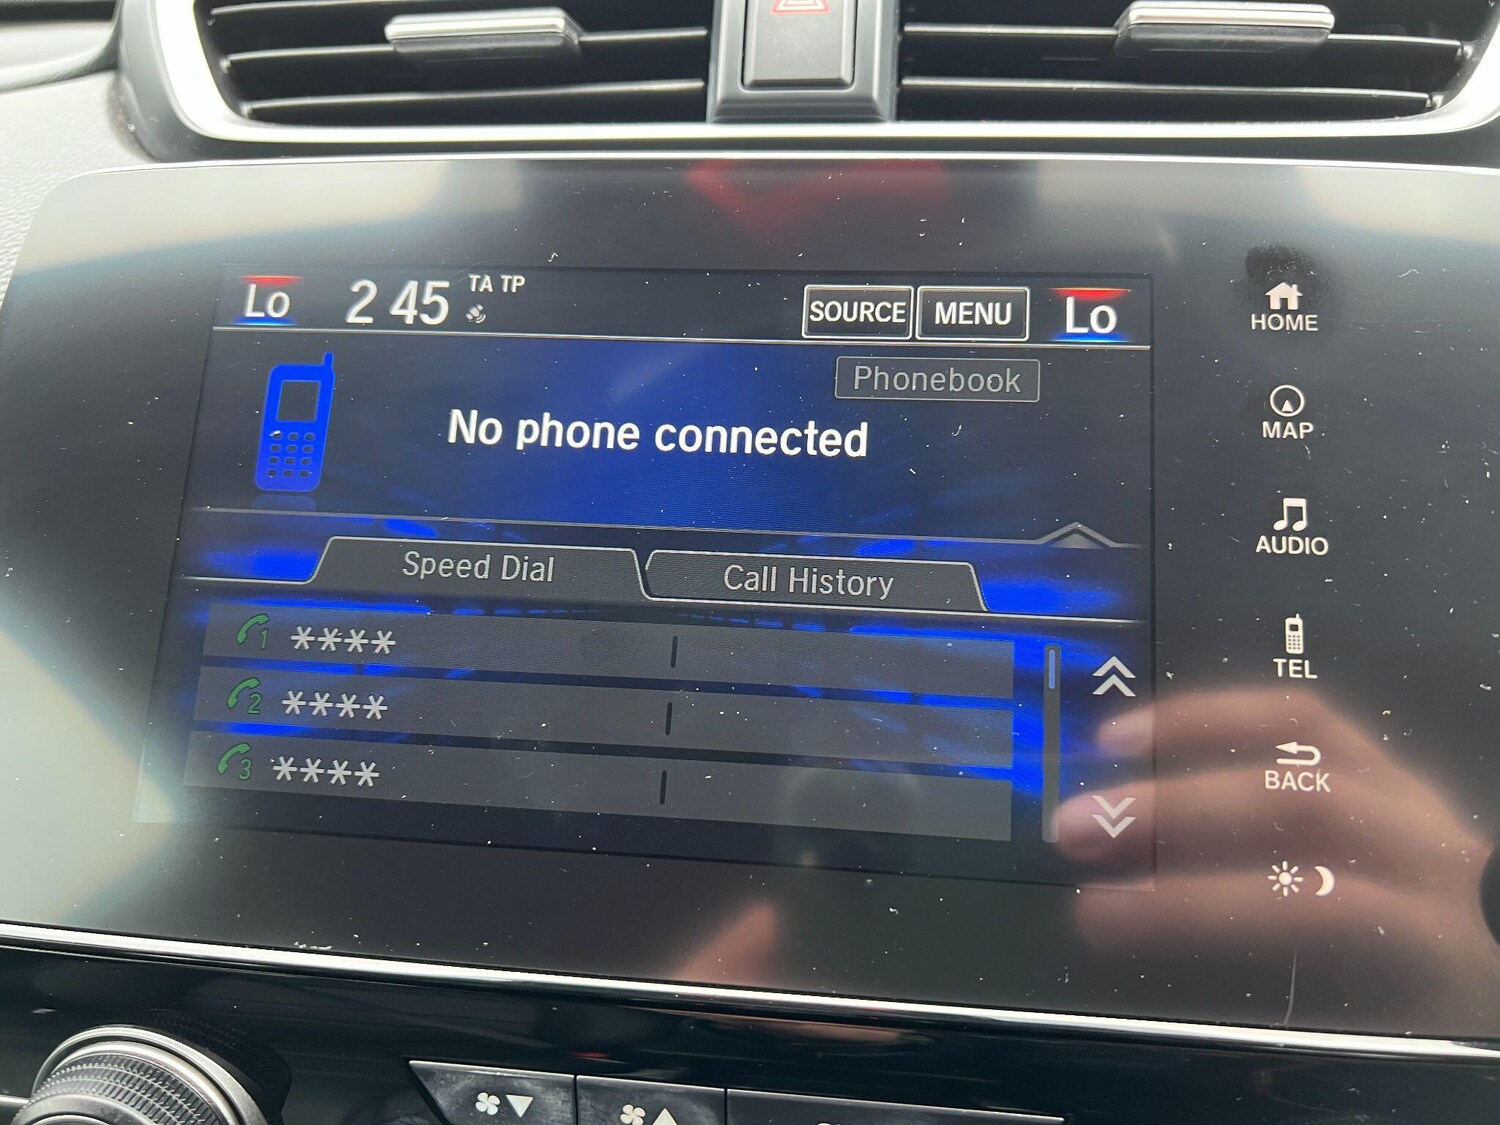 Lo 2 45 TA TP SOURCE MENU Lo
Phonebook
No phone connected
Speed Dial Call History
1 ****
2 ****
3 ****
HOME
MAP
AUDIO
TEL
BACK